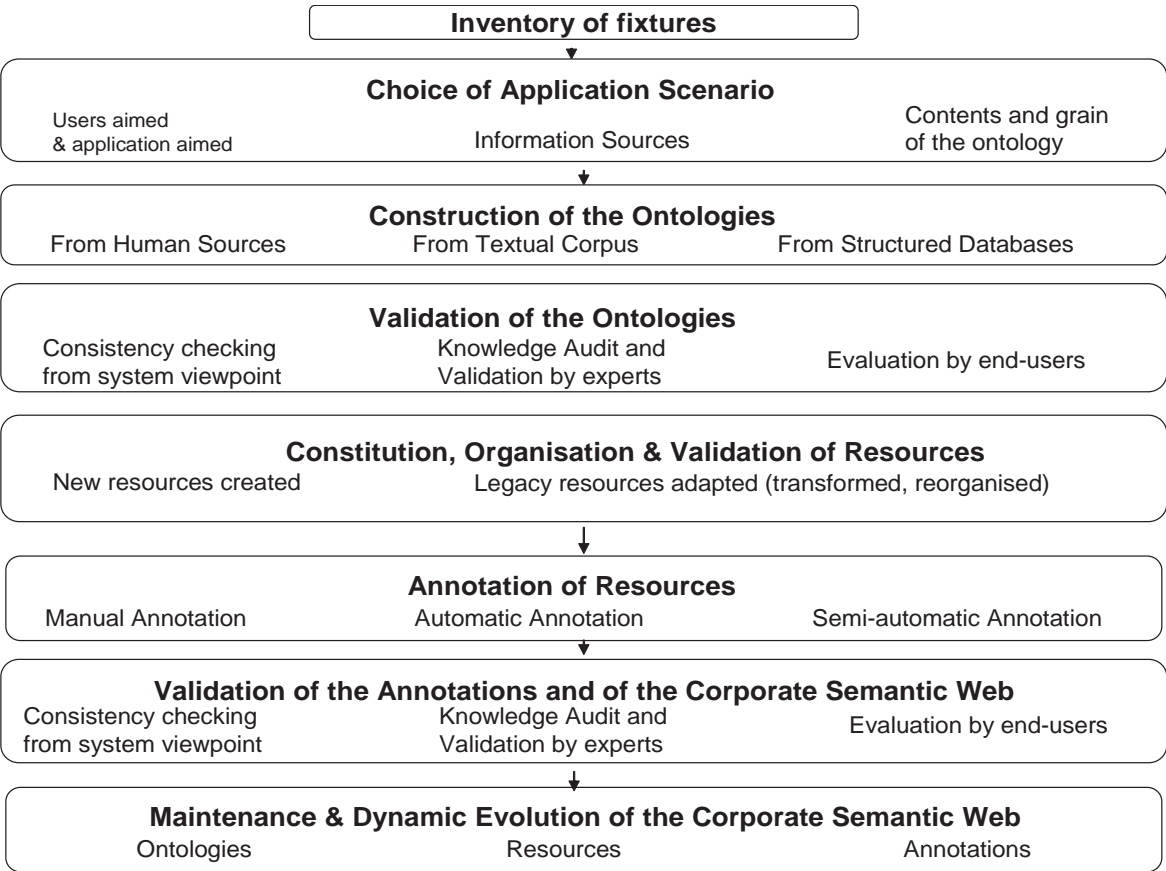 Inventory of fixtures
Choice of Application Scenario
Users aimed
& application aimed
Information Sources
Contents and grain
of the ontology
Construction of the Ontologies
From Human Sources
From Textual Corpus
From Structured Databases
Validation of the Ontologies
Consistency checking
from system viewpoint
Knowledge Audit and
Validation by experts
Evaluation by end-users
Constitution, Organisation & Validation of Resources
New resources created
Legacy resources adapted (transformed, reorganised)
Annotation of Resources
Manual Annotation
Automatic Annotation
Semi-automatic Annotation
Validation of the Annotations and of the Corporate Semantic Web
Consistency checking
from system viewpoint
Knowledge Audit and
Validation by experts
Evaluation by end-users
Maintenance & Dynamic Evolution of the Corporate Semantic Web
Ontologies
Resources
Annotations